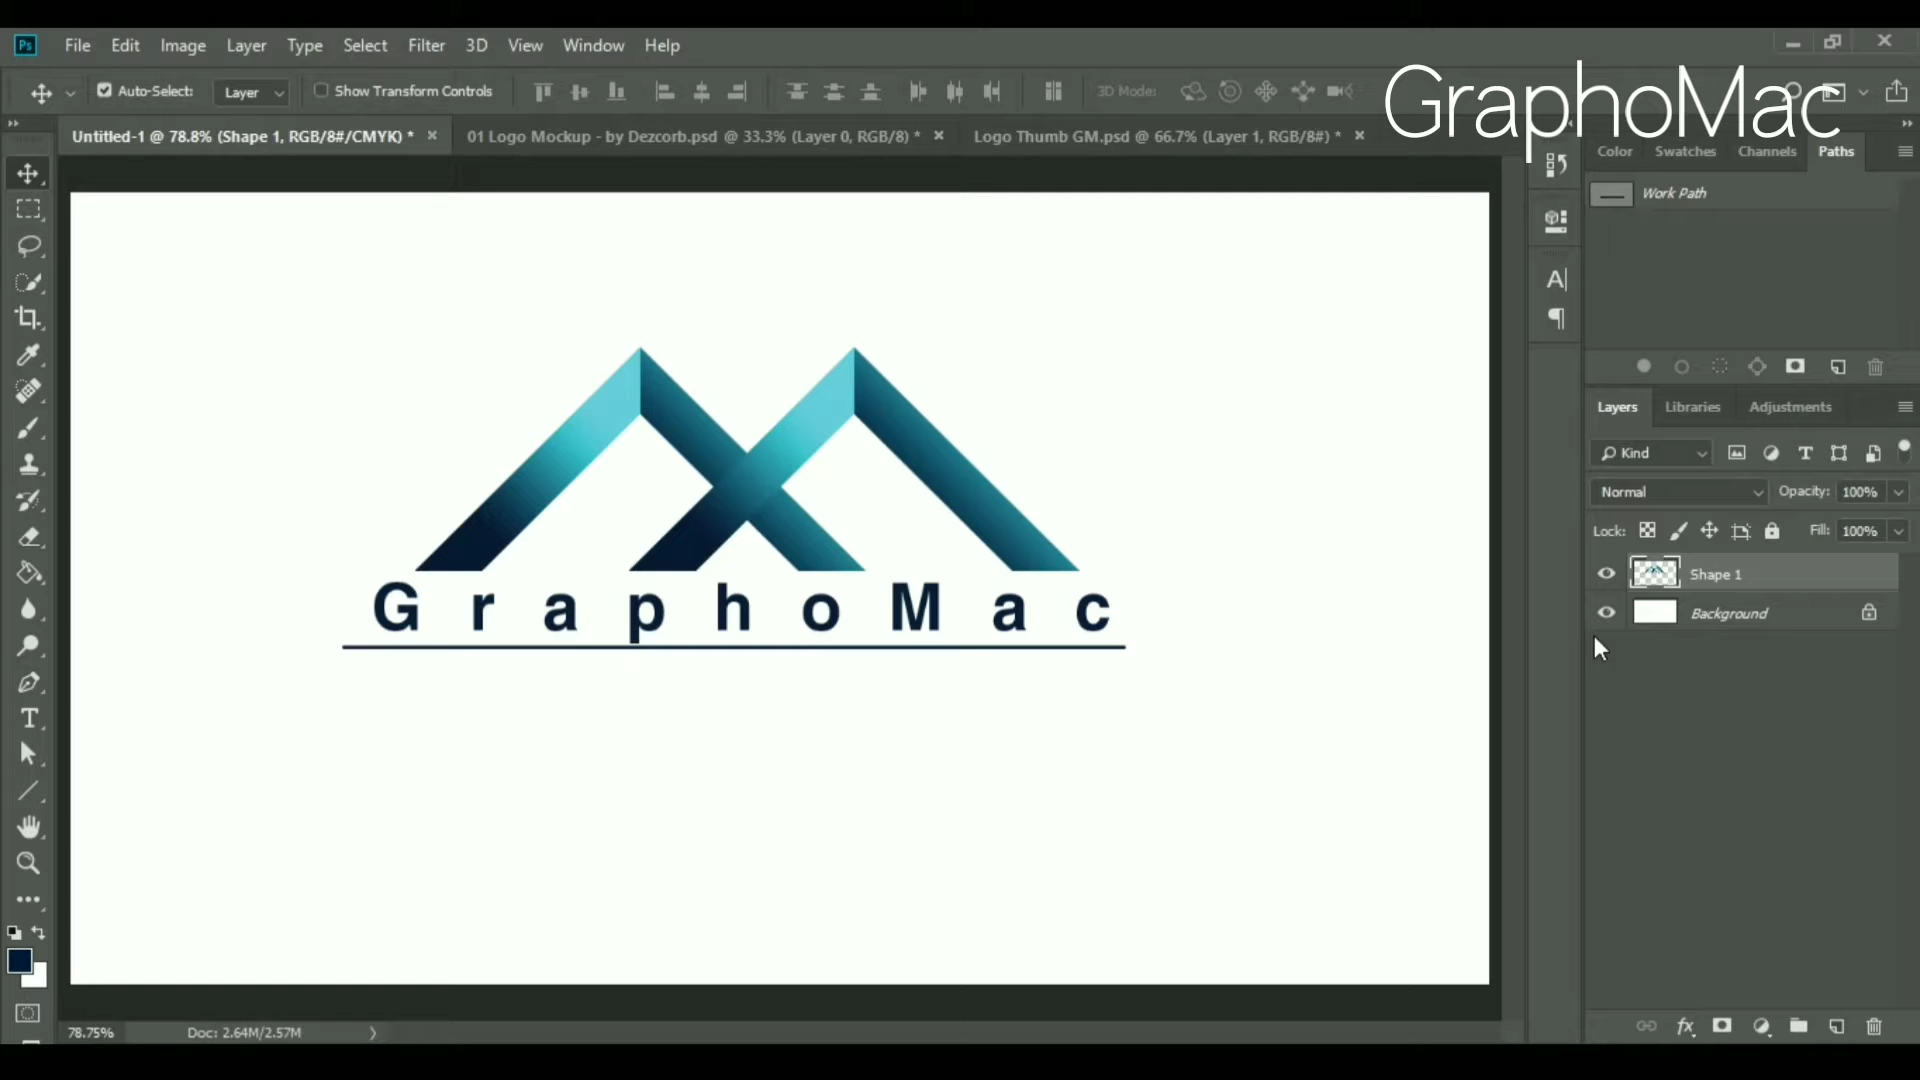 Ps File Edit Image Layer Type Select Filter 3D View Window Help
Auto-Select: Layer Show Transform Controls 3D Mode:
GraphoMac
Untitled-1 @ 78.8% (Shape 1, RGB/8#/CMYK) * 01 Logo Mockup - by Dezcorb.psd @ 33.3% (Layer 0, RGB/8) * Logo Thumb GM.psd @ 66.7% (Layer 1, RGB/8#) *
Color Swatches Channels Paths
Work Path
Layers Libraries Adjustments
Kind
Normal Opacity: 100%
Lock: Fill: 100%
Shape 1
Background
GraphoMac
78.75% Doc: 2.64M/2.57M